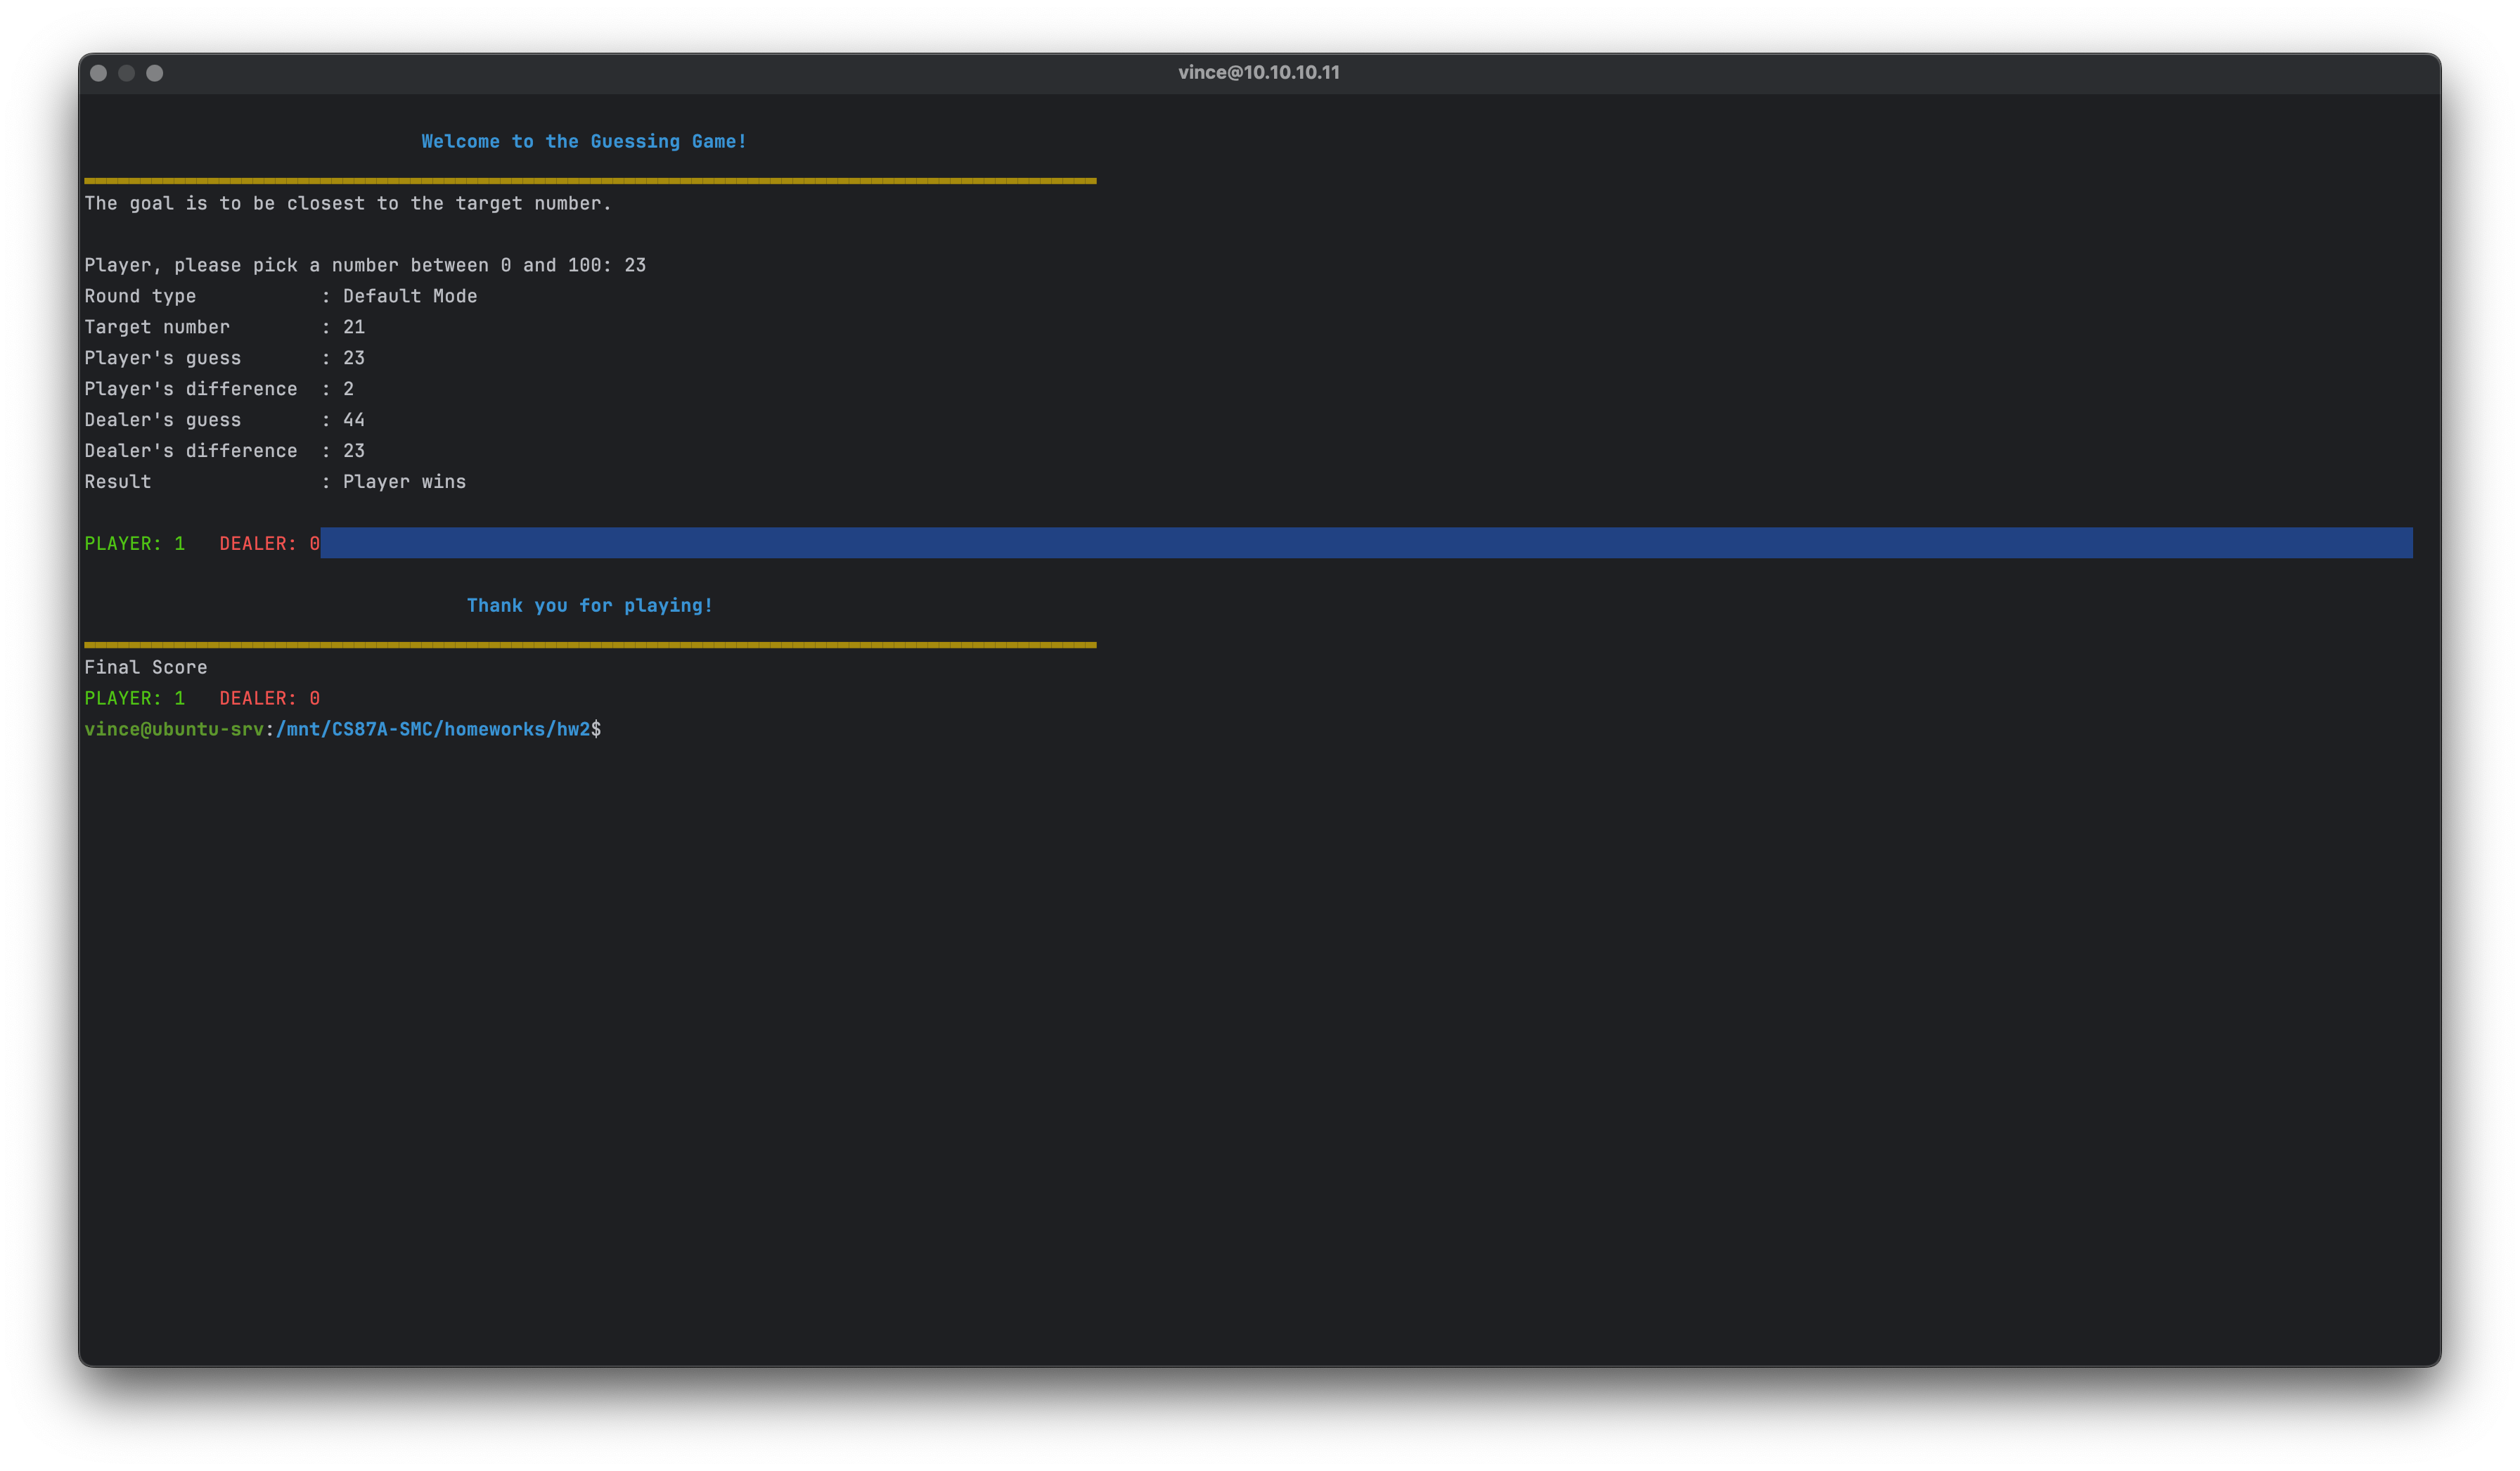 vince@10.10.10.11
Welcome to the Guessing Game!
The goal is to be closest to the target number.
Player, please pick a number between 0 and 100: 23
Round type           : Default Mode
Target number        : 21
Player's guess       : 23
Player's difference  : 2
Dealer's guess       : 44
Dealer's difference  : 23
Result               : Player wins
PLAYER: 1   DEALER: 0
Thank you for playing!
Final Score
PLAYER: 1   DEALER: 0
vince@ubuntu-srv:/mnt/CS87A-SMC/homeworks/hw2$